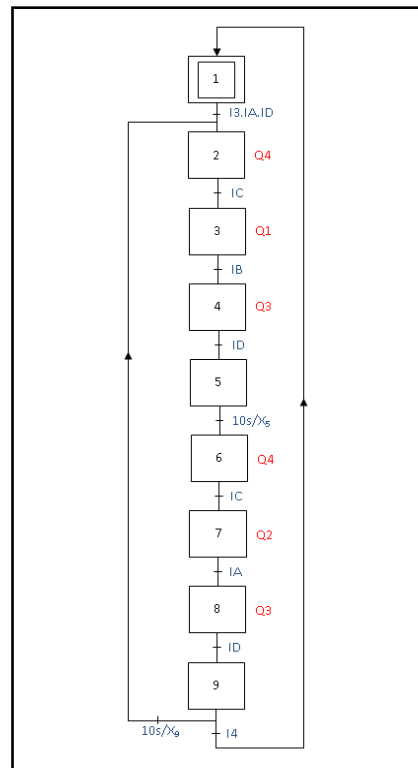 1
I3.IA.ID
2 Q4
IC
3 Q1
IB
4 Q3
ID
5
10s/X₅
6 Q4
IC
7 Q2
IA
8 Q3
ID
9
10s/X₉ I4